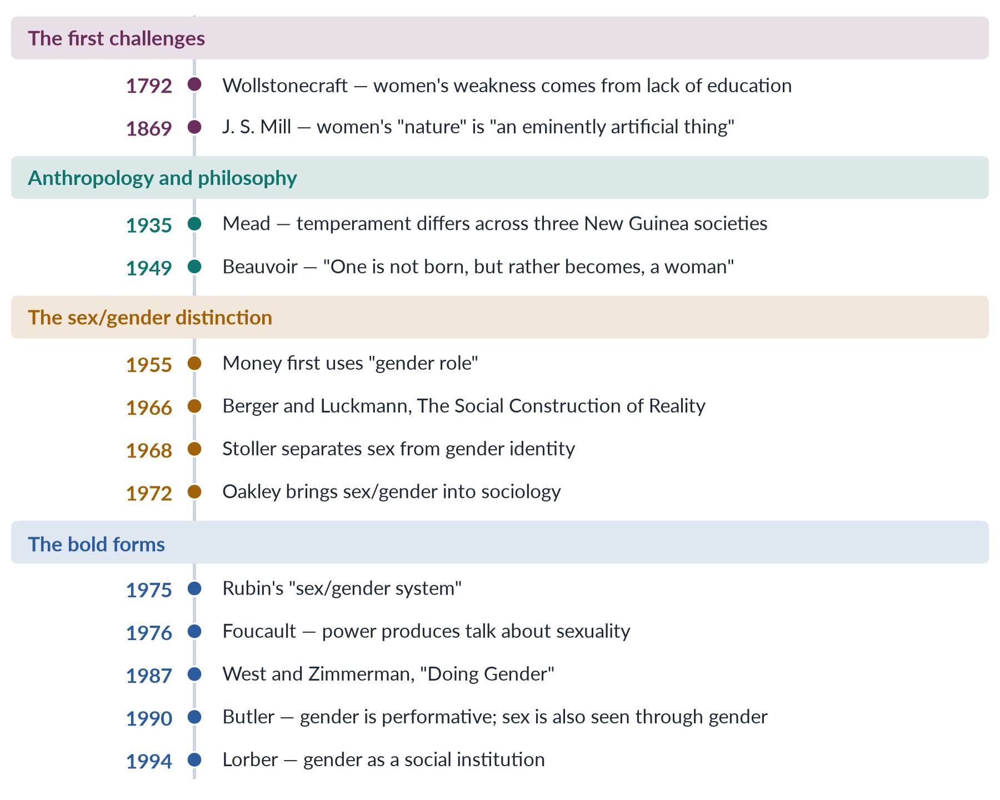 The first challenges
1792 Wollstonecraft — women's weakness comes from lack of education
1869 J. S. Mill — women's "nature" is "an eminently artificial thing"
Anthropology and philosophy
1935 Mead — temperament differs across three New Guinea societies
1949 Beauvoir — "One is not born, but rather becomes, a woman"
The sex/gender distinction
1955 Money first uses "gender role"
1966 Berger and Luckmann, The Social Construction of Reality
1968 Stoller separates sex from gender identity
1972 Oakley brings sex/gender into sociology
The bold forms
1975 Rubin's "sex/gender system"
1976 Foucault — power produces talk about sexuality
1987 West and Zimmerman, "Doing Gender"
1990 Butler — gender is performative; sex is also seen through gender
1994 Lorber — gender as a social institution